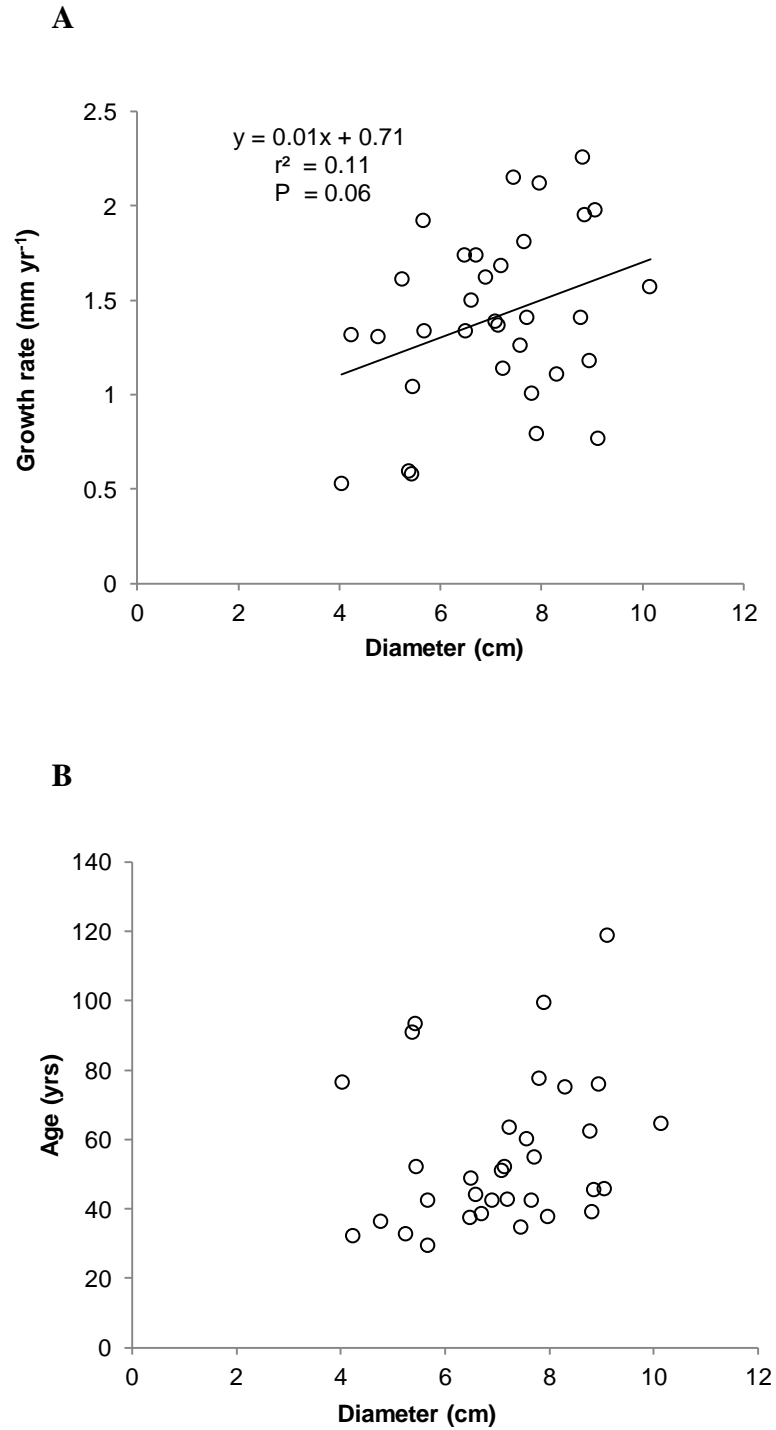 A
y = 0.01x + 0.71
r² = 0.11
P = 0.06
2.5
2
1.5
1
0.5
0
Growth rate (mm yr⁻¹)
0 2 4 6 8 10 12
Diameter (cm)
B
140
120
100
80
60
40
20
0
Age (yrs)
0 2 4 6 8 10 12
Diameter (cm)